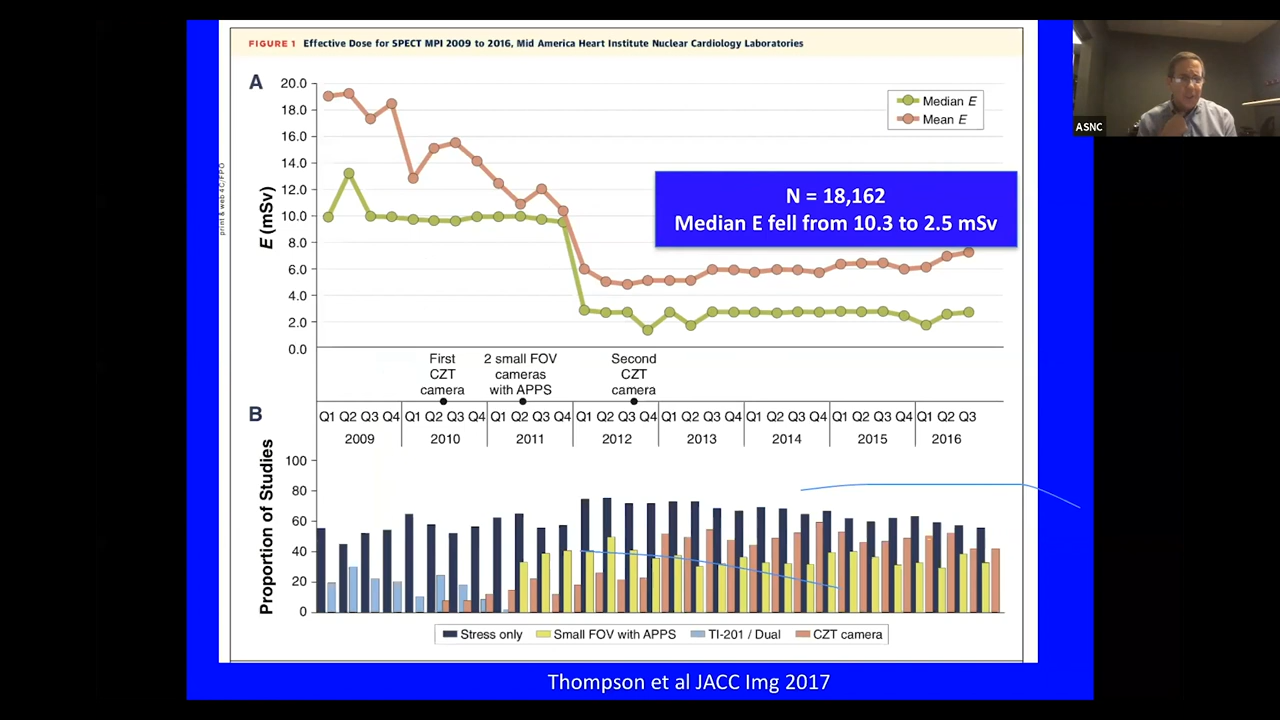 FIGURE 1 Effective Dose for SPECT MPI 2009 to 2016, Mid America Heart Institute Nuclear Cardiology Laboratories
ASNC
A
print & web 4C/FPO
E (mSv)
20.0
18.0
16.0
14.0
12.0
10.0
8.0
6.0
4.0
2.0
0.0
Median E
Mean E
N = 18,162
Median E fell from 10.3 to 2.5 mSv
First
CZT
camera
2 small FOV
cameras
with APPS
Second
CZT
camera
B
Q1 Q2 Q3 Q4 Q1 Q2 Q3 Q4 Q1 Q2 Q3 Q4 Q1 Q2 Q3 Q4 Q1 Q2 Q3 Q4 Q1 Q2 Q3 Q4 Q1 Q2 Q3 Q4 Q1 Q2 Q3
2009 2010 2011 2012 2013 2014 2015 2016
Proportion of Studies
100
80
60
40
20
0
Stress only Small FOV with APPS TI-201 / Dual CZT camera
Thompson et al JACC Img 2017